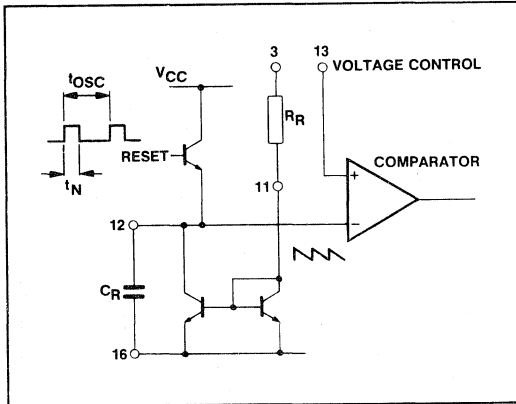 3
13
VOLTAGE CONTROL
tOSC
VCC
RR
RESET
COMPARATOR
tN
11
+
12
−
CR
16